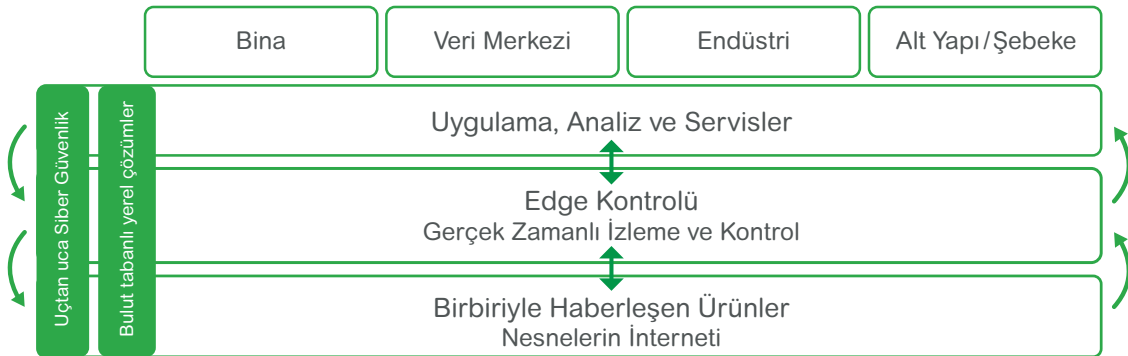 Bina
Veri Merkezi
Endüstri
Alt Yapı/Şebeke
Uçtan uca Siber Güvenlik
Bulut tabanlı yerel çözümler
Uygulama, Analiz ve Servisler
Edge Kontrolü
Gerçek Zamanlı İzleme ve Kontrol
Birbiriyle Haberleşen Ürünler
Nesnelerin İnterneti